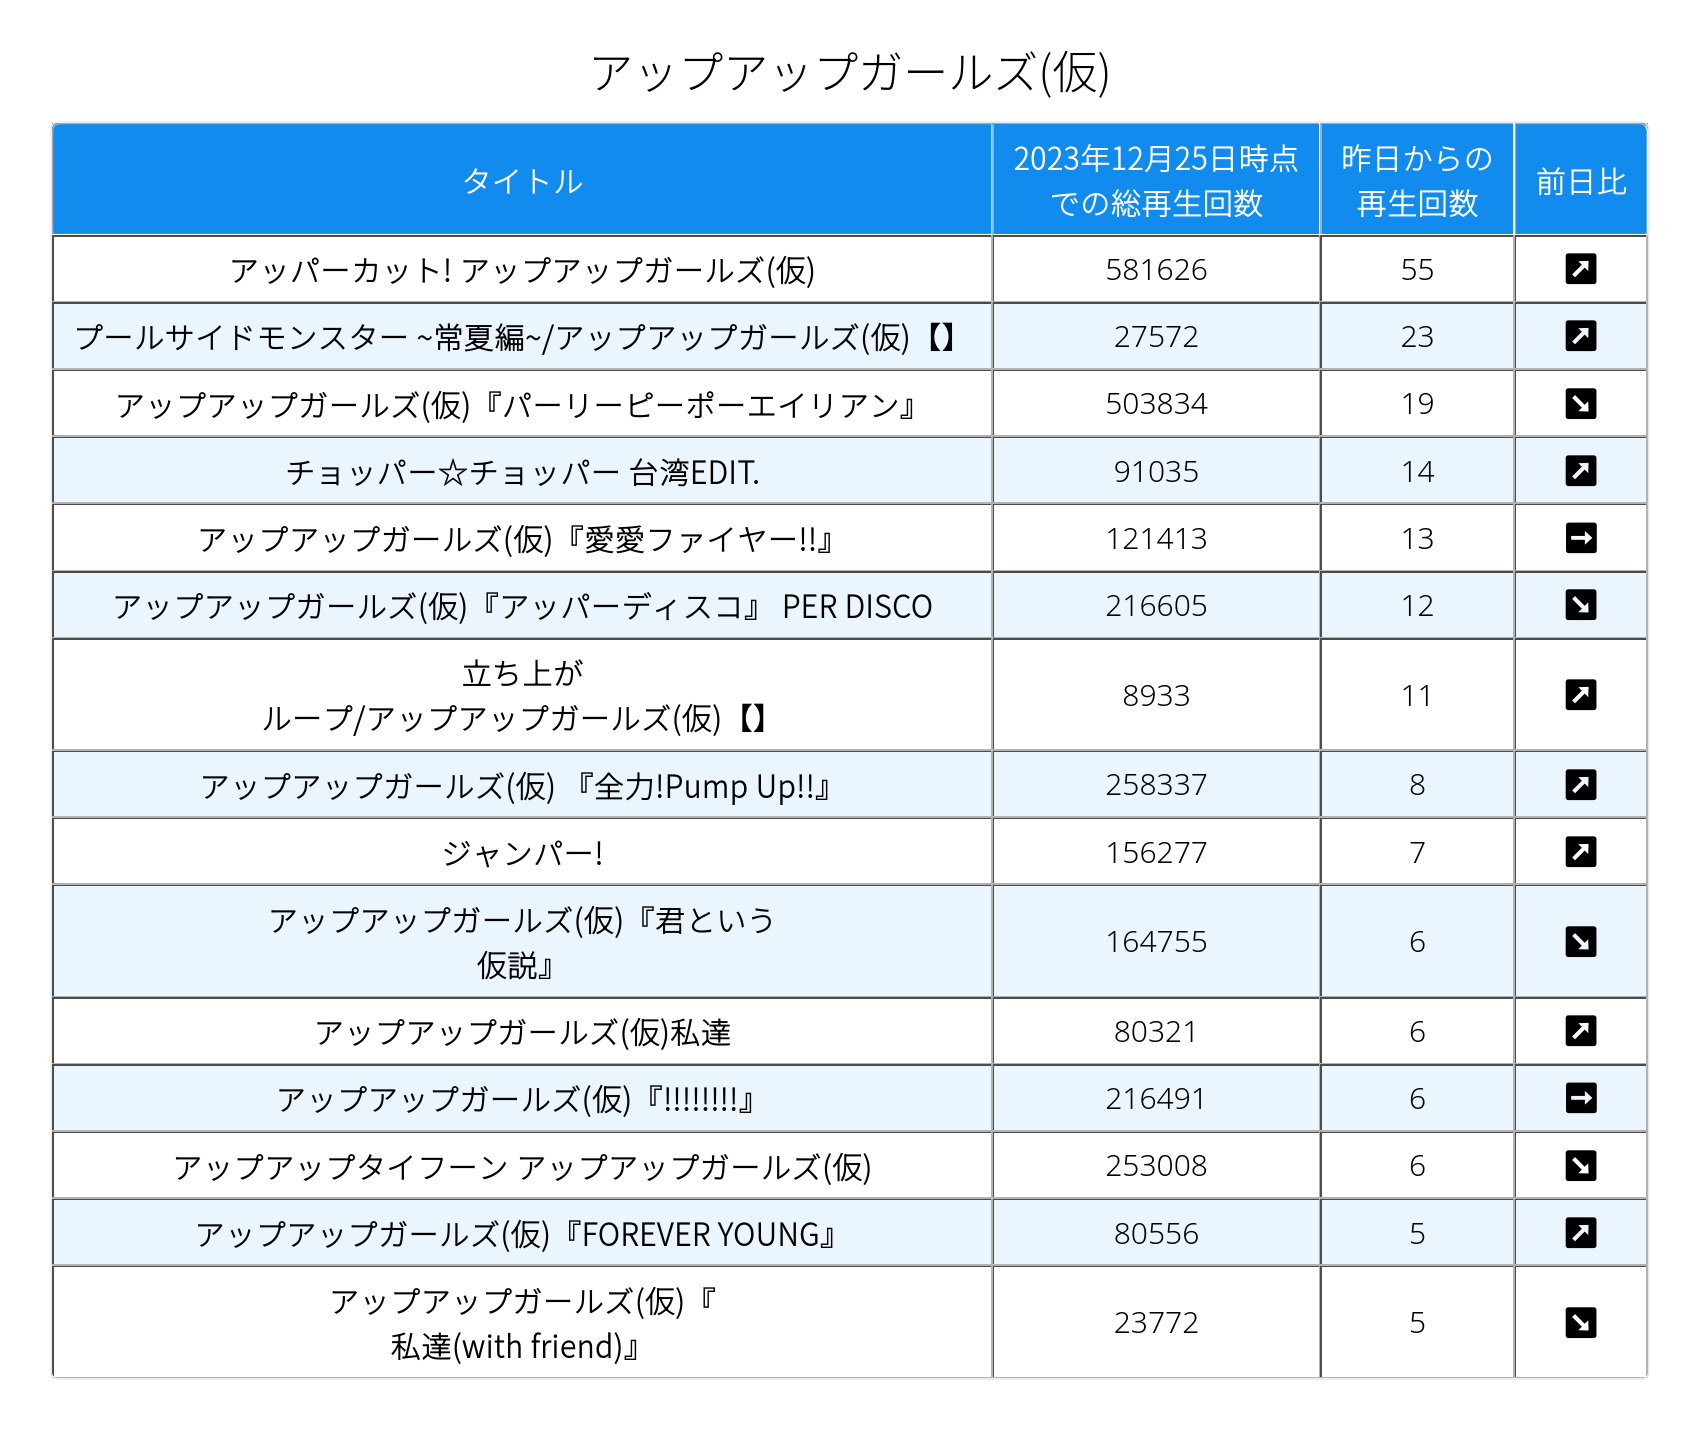 アップアップガールズ(仮)
タイトル
2023年12月25日時点
での総再生回数
昨日からの
再生回数
前日比
アッパーカット! アップアップガールズ(仮) 581626 55 ↗
プールサイドモンスター ~常夏編~/アップアップガールズ(仮)【】 27572 23 ↗
アップアップガールズ(仮)『パーリーピーポーエイリアン』 503834 19 ↘
チョッパー☆チョッパー 台湾EDIT. 91035 14 ↗
アップアップガールズ(仮)『愛愛ファイヤー!!』 121413 13 →
アップアップガールズ(仮)『アッパーディスコ』 PER DISCO 216605 12 ↘
立ち上が
ループ/アップアップガールズ(仮)【】 8933 11 ↗
アップアップガールズ(仮) 『全力!Pump Up!!』 258337 8 ↗
ジャンパー! 156277 7 ↗
アップアップガールズ(仮)『君という
仮説』 164755 6 ↘
アップアップガールズ(仮)私達 80321 6 ↗
アップアップガールズ(仮)『!!!!!!!!』 216491 6 →
アップアップタイフーン アップアップガールズ(仮) 253008 6 ↘
アップアップガールズ(仮)『FOREVER YOUNG』 80556 5 ↗
アップアップガールズ(仮)『
私達(with friend)』 23772 5 ↘